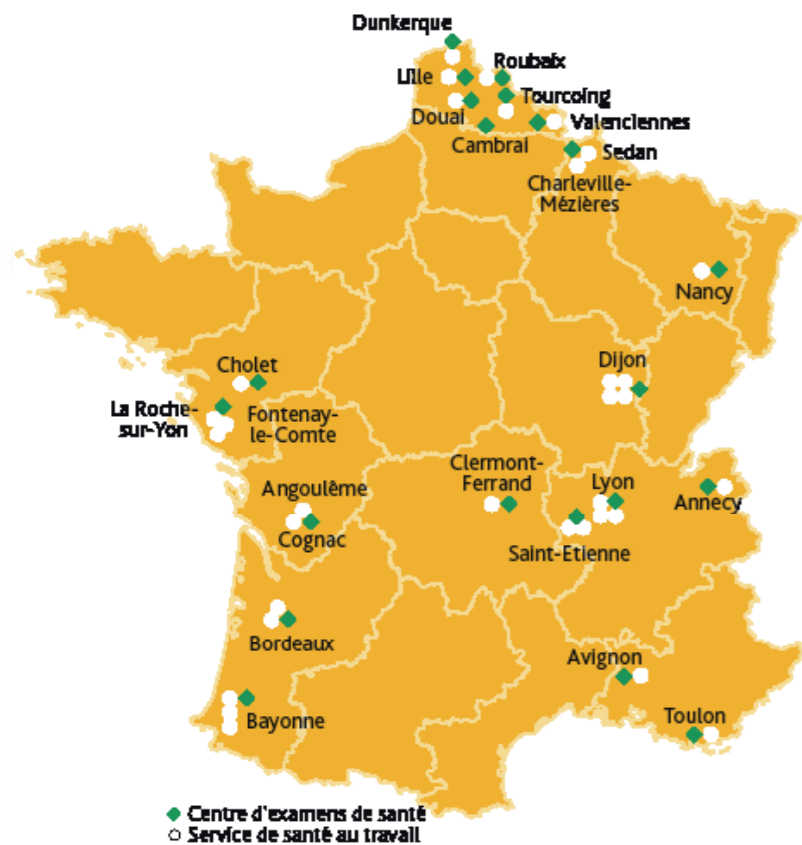 Dunkerque
Roubaix
Lille
Tourcoing
Douai
Valenciennes
Cambrai
Sedan
Charleville-
Mézières
Nancy
Cholet
Dijon
La Roche-
sur-Yon
Fontenay-
le-Comte
Clermont-
Ferrand
Lyon
Annecy
Angoulême
Cognac
Saint-Etienne
Bordeaux
Avignon
Bayonne
Toulon
Centre d'examens de santé
Service de santé au travail